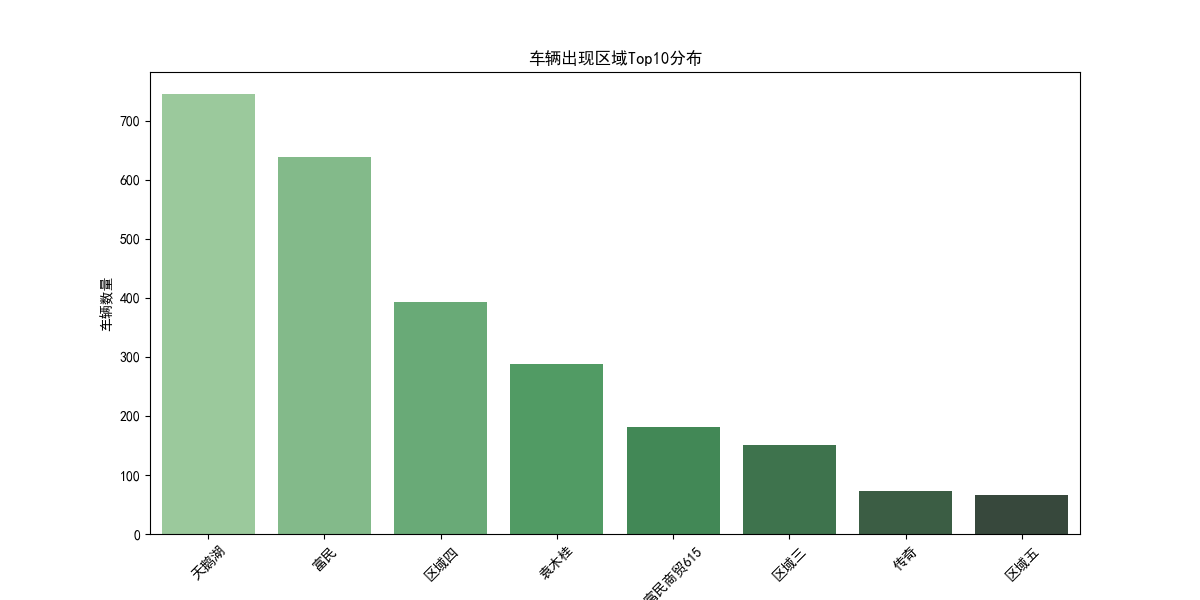 车辆出现区域Top10分布
车辆数量
700
600
500
400
300
200
100
0
天鹅湖
富民
区域四
袁木桂
富民商贸615
区域三
传奇
区域五